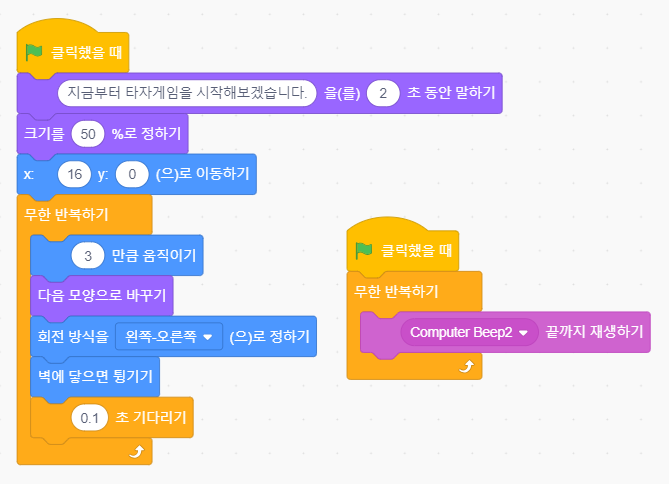 클릭했을 때
지금부터 타자게임을 시작해보겠습니다. 을(를) 2 초 동안 말하기
크기를 50 %로 정하기
x: 16 y: 0 (으)로 이동하기
무한 반복하기
3 만큼 움직이기
다음 모양으로 바꾸기
회전 방식을 왼쪽-오른쪽 (으)로 정하기
벽에 닿으면 튕기기
0.1 초 기다리기
클릭했을 때
무한 반복하기
Computer Beep2 끝까지 재생하기